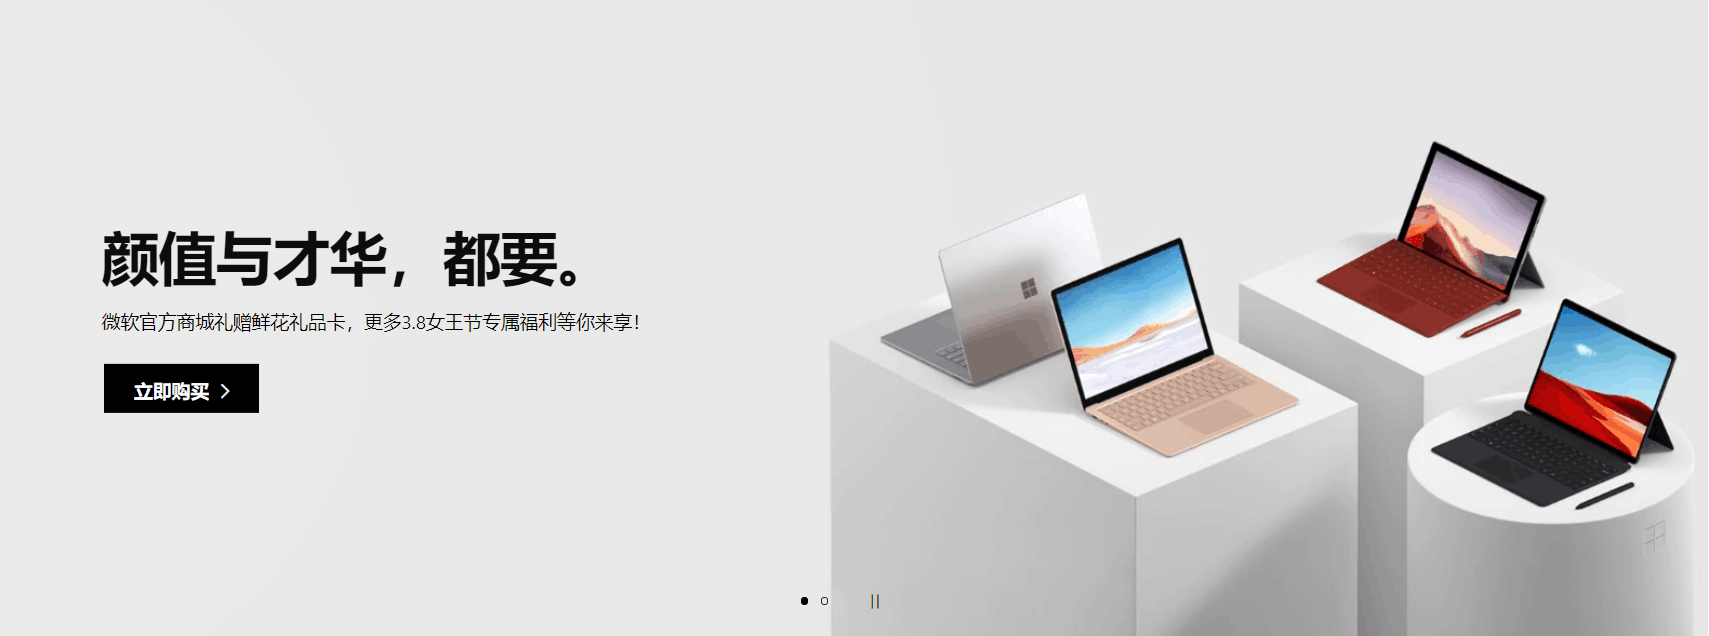 颜值与才华，都要。
微软官方商城礼赠鲜花礼品卡，更多3.8女王节专属福利等你来享！
立即购买